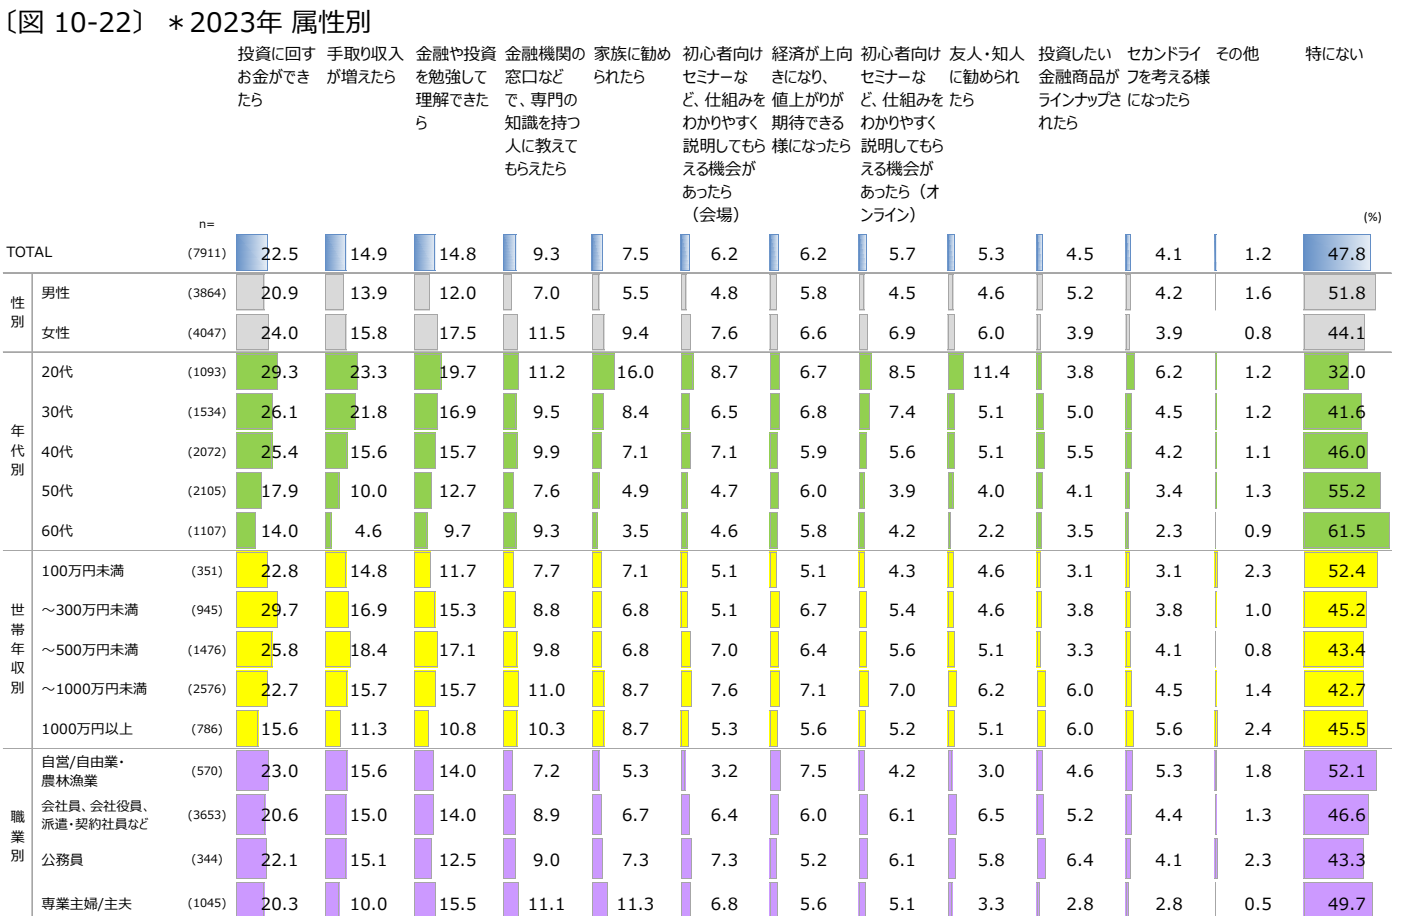 〔図 10-22〕 ＊2023年 属性別
投資に回す
お金ができ
たら
手取り収入
が増えたら
金融や投資
を勉強して
理解できた
ら
金融機関の
窓口など
で、専門の
知識を持つ
人に教えて
もらえたら
家族に勧め
られたら
初心者向け
セミナーな
ど、仕組みを
わかりやすく
説明してもら
える機会が
あったら
（会場）
経済が上向
きになり、
値上がりが
期待できる
様になったら
初心者向け
セミナーな
ど、仕組みを
わかりやすく
説明してもら
える機会が
あったら（オ
ンライン）
友人・知人
に勧められ
たら
投資したい
金融商品が
ラインナップさ
れたら
セカンドライ
フを考える様
になったら
その他
特にない
n=
(%)
TOTAL (7911) 22.5 14.9 14.8 9.3 7.5 6.2 6.2 5.7 5.3 4.5 4.1 1.2 47.8
性別
男性 (3864) 20.9 13.9 12.0 7.0 5.5 4.8 5.8 4.5 4.6 5.2 4.2 1.6 51.8
女性 (4047) 24.0 15.8 17.5 11.5 9.4 7.6 6.6 6.9 6.0 3.9 3.9 0.8 44.1
年代別
20代 (1093) 29.3 23.3 19.7 11.2 16.0 8.7 6.7 8.5 11.4 3.8 6.2 1.2 32.0
30代 (1534) 26.1 21.8 16.9 9.5 8.4 6.5 6.8 7.4 5.1 5.0 4.5 1.2 41.6
40代 (2072) 25.4 15.6 15.7 9.9 7.1 7.1 5.9 5.6 5.1 5.5 4.2 1.1 46.0
50代 (2105) 17.9 10.0 12.7 7.6 4.9 4.7 6.0 3.9 4.0 4.1 3.4 1.3 55.2
60代 (1107) 14.0 4.6 9.7 9.3 3.5 4.6 5.8 4.2 2.2 3.5 2.3 0.9 61.5
世帯年収別
100万円未満 (351) 22.8 14.8 11.7 7.7 7.1 5.1 5.1 4.3 4.6 3.1 3.1 2.3 52.4
～300万円未満 (945) 29.7 16.9 15.3 8.8 6.8 5.1 6.7 5.4 4.6 3.8 3.8 1.0 45.2
～500万円未満 (1476) 25.8 18.4 17.1 9.8 6.8 7.0 6.4 5.6 5.1 3.3 4.1 0.8 43.4
～1000万円未満 (2576) 22.7 15.7 15.7 11.0 8.7 7.6 7.1 7.0 6.2 6.0 4.5 1.4 42.7
1000万円以上 (786) 15.6 11.3 10.8 10.3 8.7 5.3 5.6 5.2 5.1 6.0 5.6 2.4 45.5
職業別
自営/自由業・
農林漁業 (570) 23.0 15.6 14.0 7.2 5.3 3.2 7.5 4.2 3.0 4.6 5.3 1.8 52.1
会社員、会社役員、
派遣・契約社員など (3653) 20.6 15.0 14.0 8.9 6.7 6.4 6.0 6.1 6.5 5.2 4.4 1.3 46.6
公務員 (344) 22.1 15.1 12.5 9.0 7.3 7.3 5.2 6.1 5.8 6.4 4.1 2.3 43.3
専業主婦/主夫 (1045) 20.3 10.0 15.5 11.1 11.3 6.8 5.6 5.1 3.3 2.8 2.8 0.5 49.7